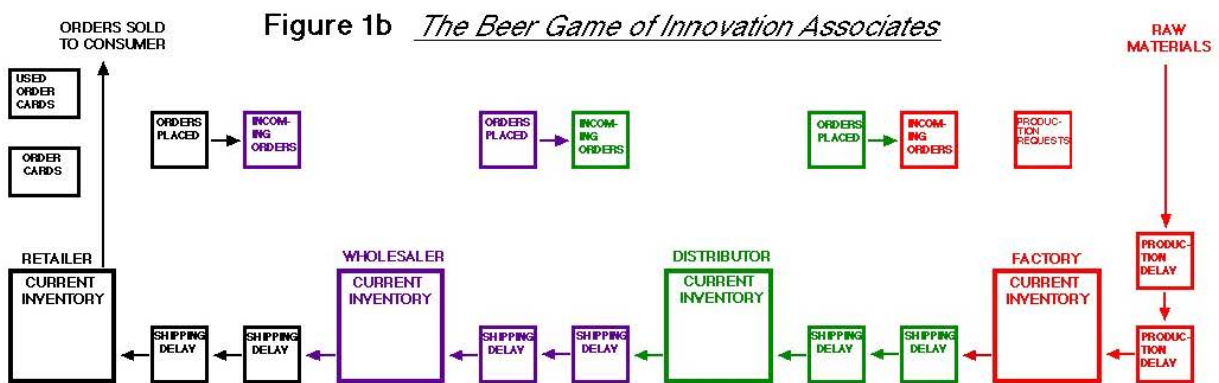 Figure 1b The Beer Game of Innovation Associates
ORDERS SOLD
TO CONSUMER
RAW
MATERIALS
USED
ORDER
CARDS
ORDER
CARDS
ORDERS
PLACED
INCOM-
ING
ORDERS
ORDERS
PLACED
INCOM-
ING
ORDERS
ORDERS
PLACED
INCOM-
ING
ORDERS
PRODUC-
TION
REQUESTS
RETAILER
CURRENT
INVENTORY
SHIPPING
DELAY
SHIPPING
DELAY
WHOLESALER
CURRENT
INVENTORY
SHIPPING
DELAY
SHIPPING
DELAY
DISTRIBUTOR
CURRENT
INVENTORY
SHIPPING
DELAY
SHIPPING
DELAY
FACTORY
CURRENT
INVENTORY
PRODUC-
TION
DELAY
PRODUC-
TION
DELAY